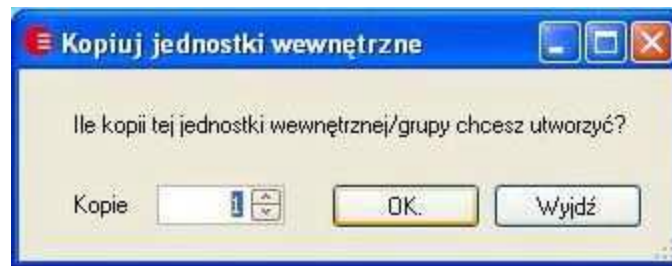 Kopiuj jednostki wewnętrzne
Ile kopii tej jednostki wewnętrznej/grupy chcesz utworzyć?
Kopie 1 OK. Wyjdź